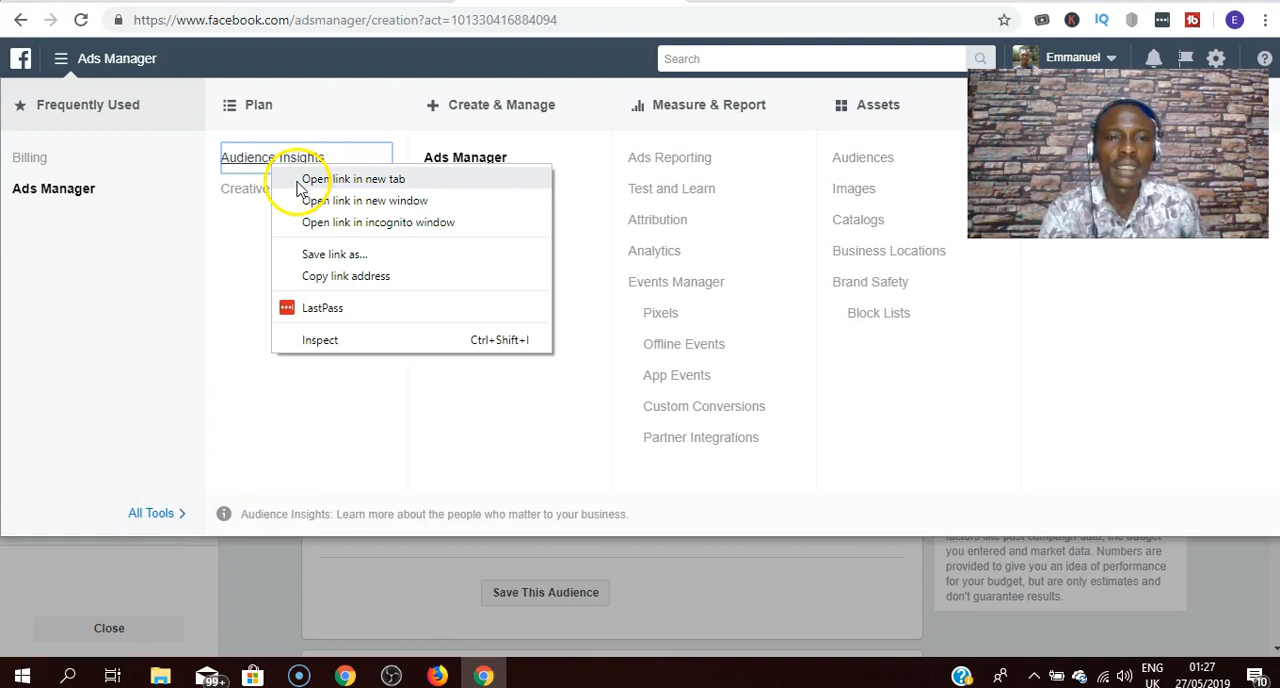 https://www.facebook.com/adsmanager/creation?act=101330416884094
K
IQ
tb
E
Ads Manager
Search
Emmanuel
Frequently Used
Plan
Create & Manage
Measure & Report
Assets
Billing
Ads Manager
Audience Insights
Creative
Ads Manager
Ads Reporting
Test and Learn
Attribution
Analytics
Events Manager
Pixels
Offline Events
App Events
Custom Conversions
Partner Integrations
Audiences
Images
Catalogs
Business Locations
Brand Safety
Block Lists
Open link in new tab
Open link in new window
Open link in incognito window
Save link as...
Copy link address
LastPass
Inspect
Ctrl+Shift+I
All Tools
Audience Insights: Learn more about the people who matter to your business.
factors like past campaign data, the budget
you entered and market data. Numbers are
provided to give you an idea of performance
for your budget, but are only estimates and
don't guarantee results.
Save This Audience
Close
99+
ENG
UK
01:27
27/05/2019
10